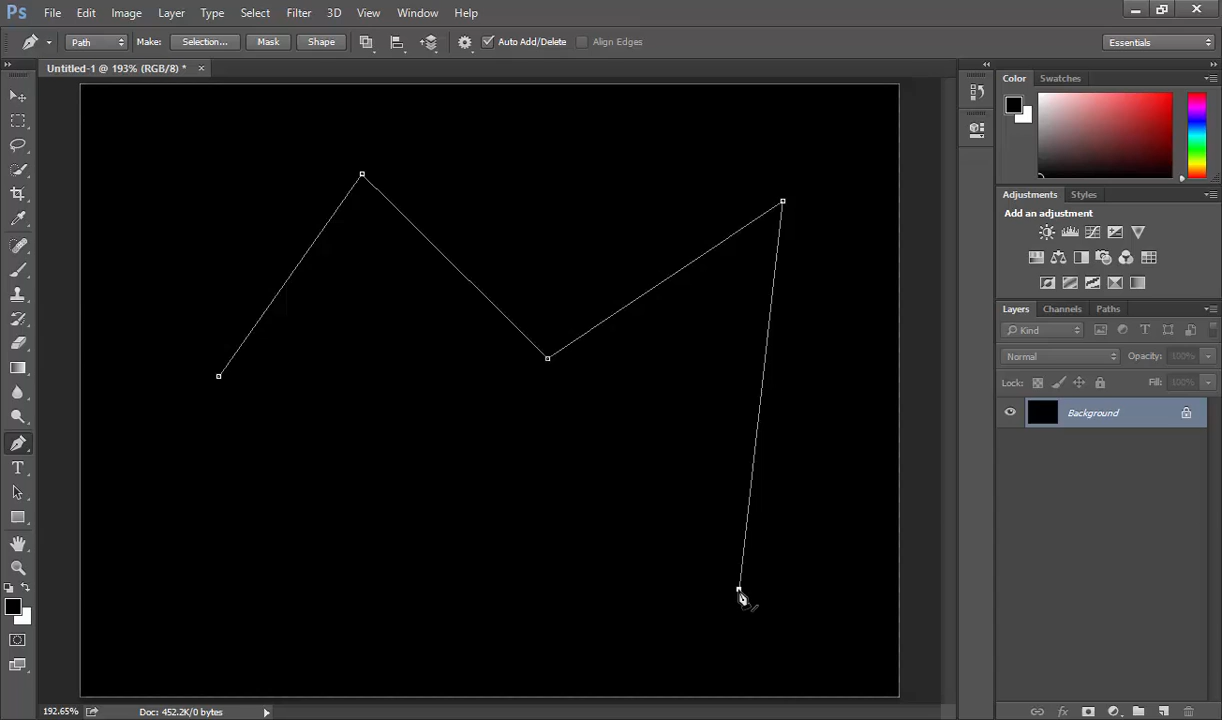 Ps File Edit Image Layer Type Select Filter 3D View Window Help
Path Make: Selection... Mask Shape Auto Add/Delete Align Edges Essentials
Untitled-1 @ 193% (RGB/8) * ×
Color Swatches
Adjustments Styles
Add an adjustment
Layers Channels Paths
Kind
Normal Opacity: 100%
Lock: Fill: 100%
Background
192.65% Doc: 452.2K/0 bytes